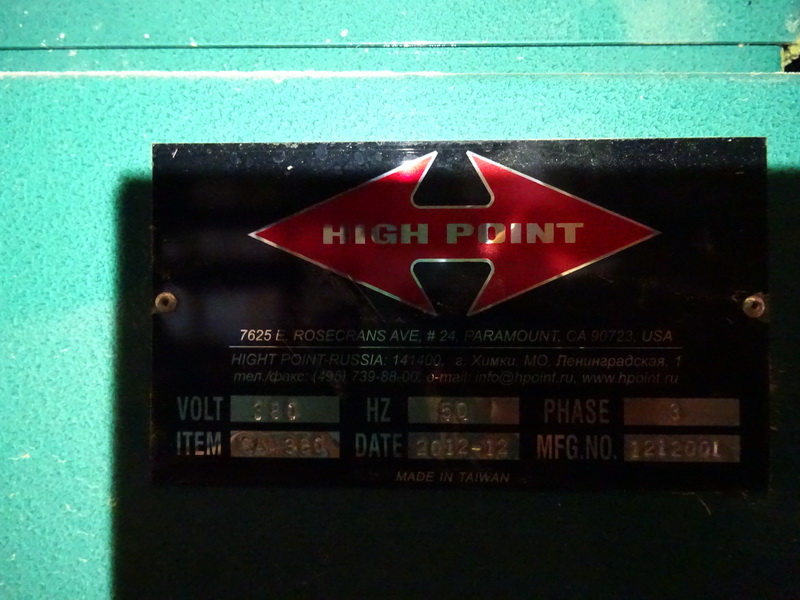 HIGH POINT
7625 E. ROSECRANS AVE, # 24, PARAMOUNT, CA 90723, USA
HIGHT POINT-RUSSIA: 141400, г. Химки, МО, Ленинградская, 1
тел./факс: (495) 739-88-00, e-mail: info@hpoint.ru, www.hpoint.ru
VOLT 380 HZ 50 PHASE 3
ITEM DATE 2012-12 MFG.NO. 1212001
MADE IN TAIWAN